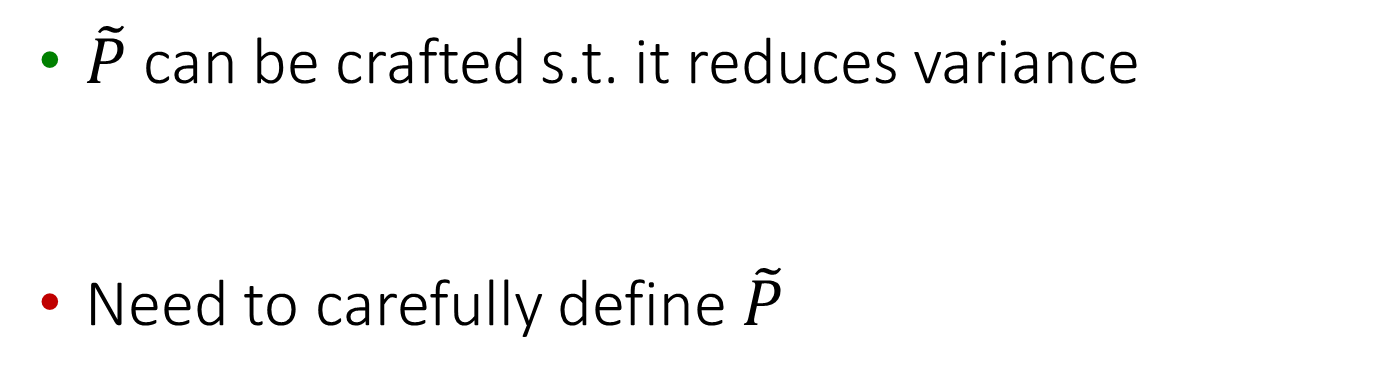 • P̃ can be crafted s.t. it reduces variance
• Need to carefully define P̃